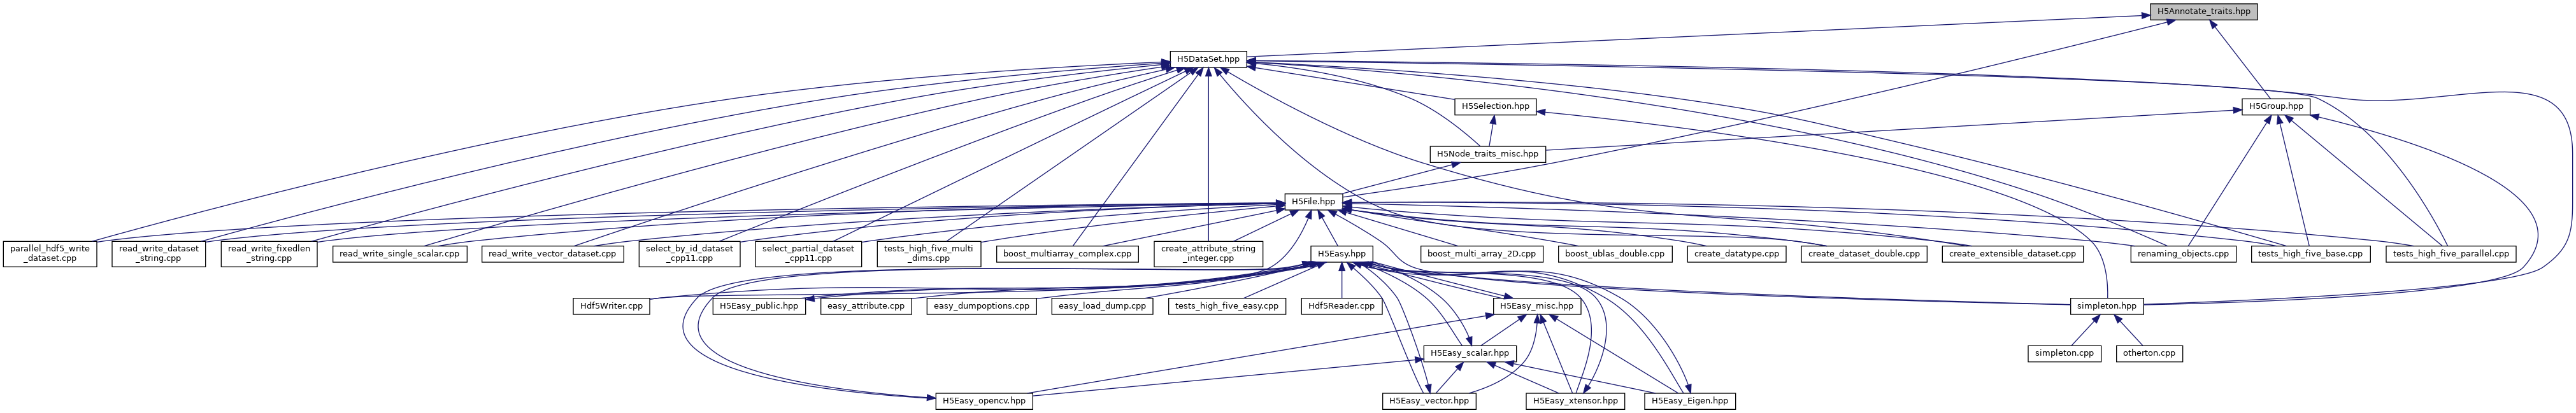 H5Annotate_traits.hpp
H5DataSet.hpp
H5Selection.hpp
H5Group.hpp
H5Node_traits_misc.hpp
H5File.hpp
parallel_hdf5_write
_dataset.cpp
read_write_dataset
_string.cpp
read_write_fixedlen
_string.cpp
read_write_single_scalar.cpp
read_write_vector_dataset.cpp
select_by_id_dataset
_cpp11.cpp
select_partial_dataset
_cpp11.cpp
tests_high_five_multi
_dims.cpp
boost_multiarray_complex.cpp
create_attribute_string
_integer.cpp
H5Easy.hpp
boost_multi_array_2D.cpp
boost_ublas_double.cpp
create_datatype.cpp
create_dataset_double.cpp
create_extensible_dataset.cpp
renaming_objects.cpp
tests_high_five_base.cpp
tests_high_five_parallel.cpp
Hdf5Writer.cpp
H5Easy_public.hpp
easy_attribute.cpp
easy_dumpoptions.cpp
easy_load_dump.cpp
tests_high_five_easy.cpp
Hdf5Reader.cpp
H5Easy_misc.hpp
simpleton.hpp
H5Easy_scalar.hpp
simpleton.cpp
otherton.cpp
H5Easy_opencv.hpp
H5Easy_vector.hpp
H5Easy_xtensor.hpp
H5Easy_Eigen.hpp